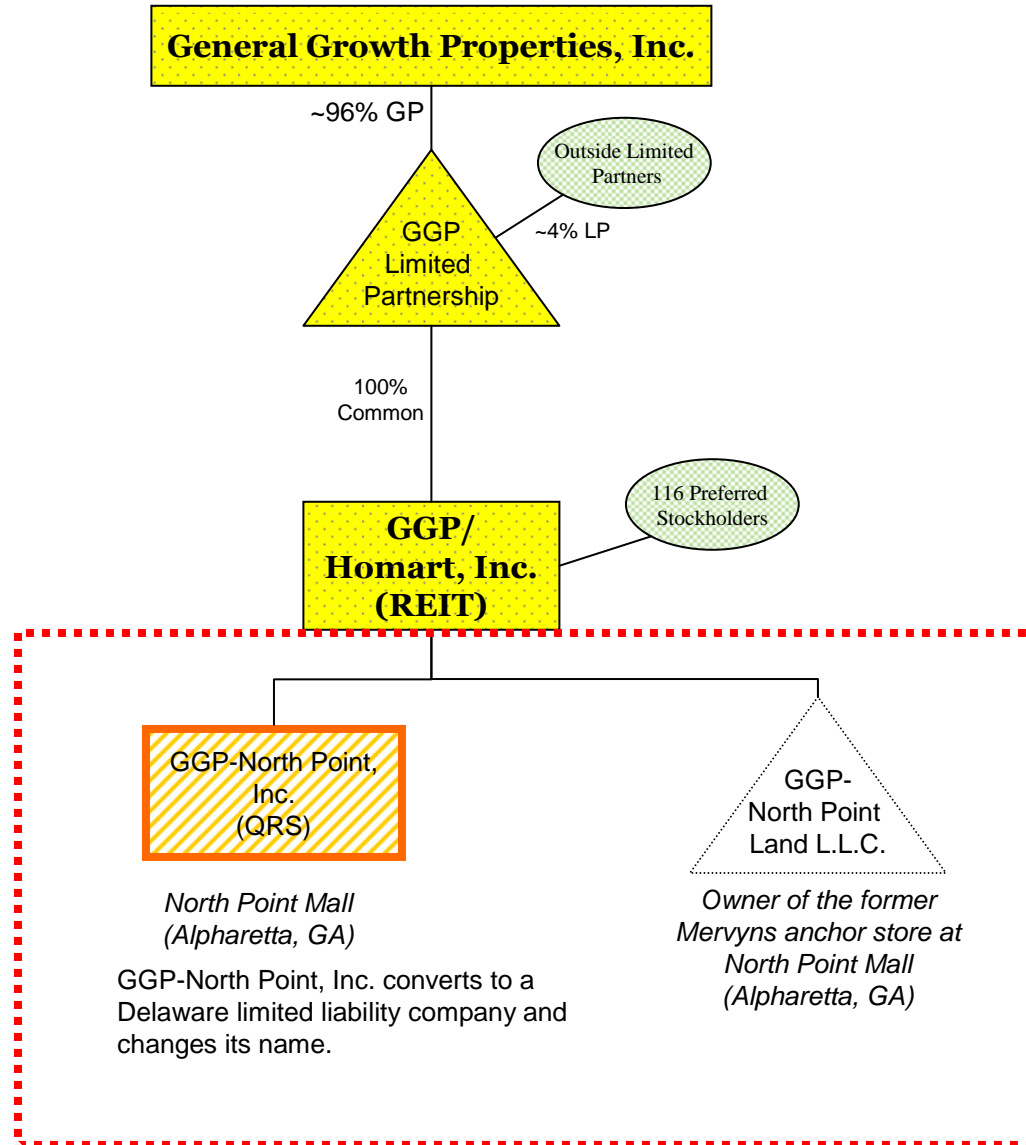 General Growth Properties, Inc.
~96% GP
Outside Limited
Partners
~4% LP
GGP
Limited
Partnership
100%
Common
116 Preferred
Stockholders
GGP/
Homart, Inc.
(REIT)
GGP-North Point,
Inc.
(QRS)
North Point Mall
(Alpharetta, GA)
GGP-North Point, Inc. converts to a
Delaware limited liability company and
changes its name.
GGP-
North Point
Land L.L.C.
Owner of the former
Mervyns anchor store at
North Point Mall
(Alpharetta, GA)